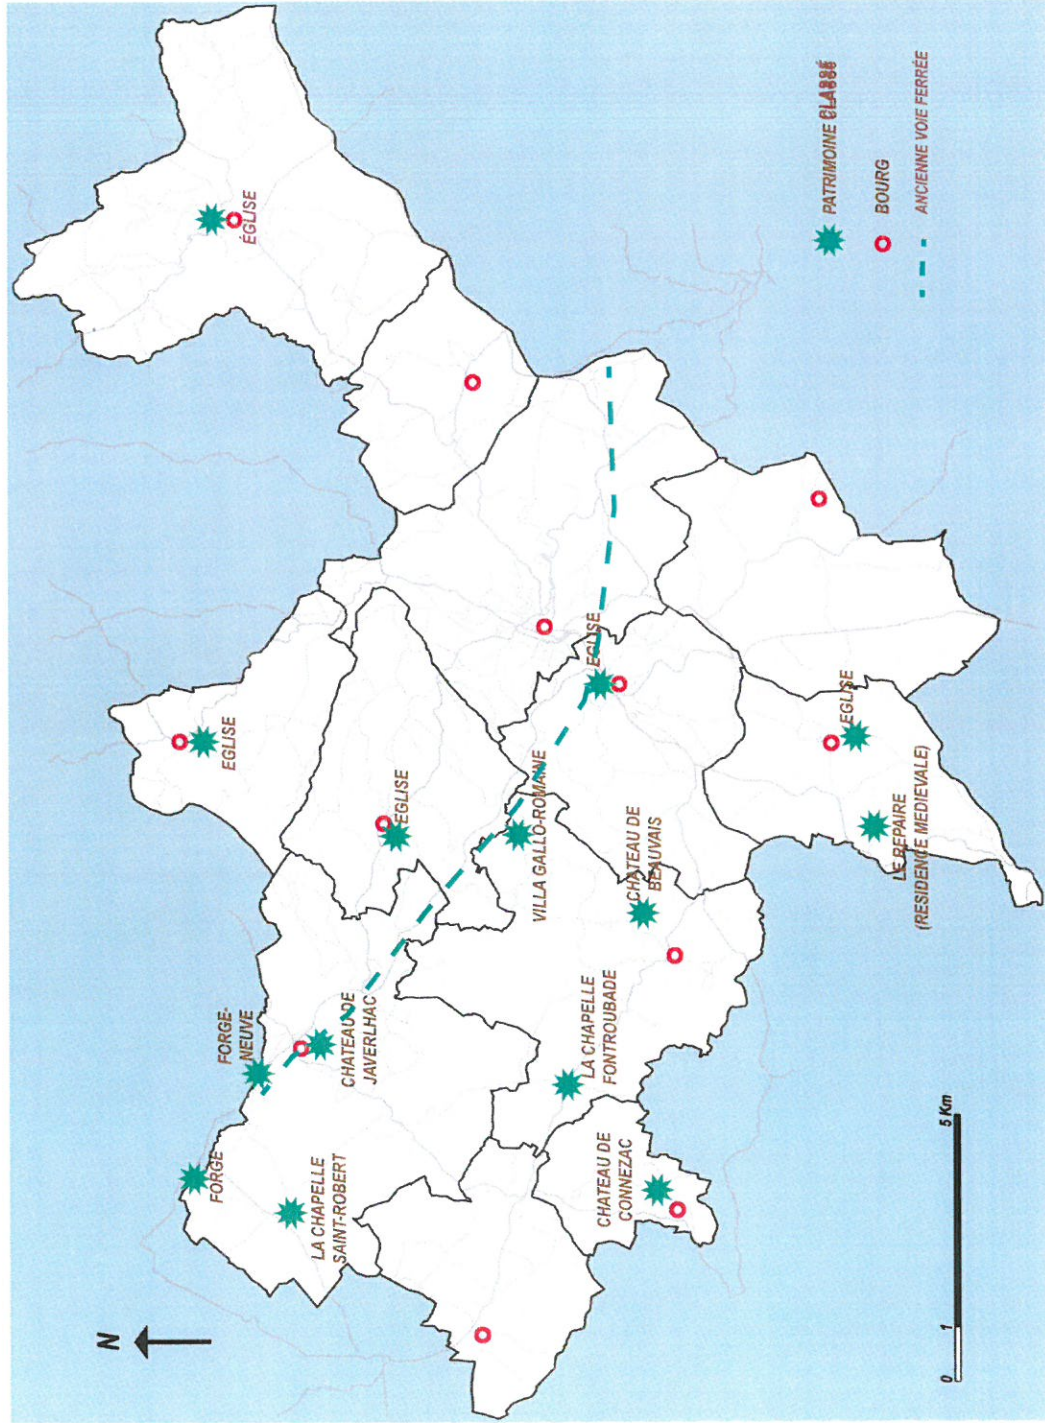 N
FORGE
LA CHAPELLE
SAINT-ROBERT
FORGE-
NEUVE
CHATEAU DE
JAVERLHAC
EGLISE
EGLISE
ÉGLISE
VILLA GALLO-ROMAINE
EGLISE
LA CHAPELLE
FONTROUBADE
CHATEAU DE
BEAUVAIS
CHATEAU DE
CONNEZAC
EGLISE
LE REPAIRE
(RESIDENCE MEDIEVALE)
PATRIMOINE CLASSÉ
BOURG
ANCIENNE VOIE FERRÉE
0 1 5 Km